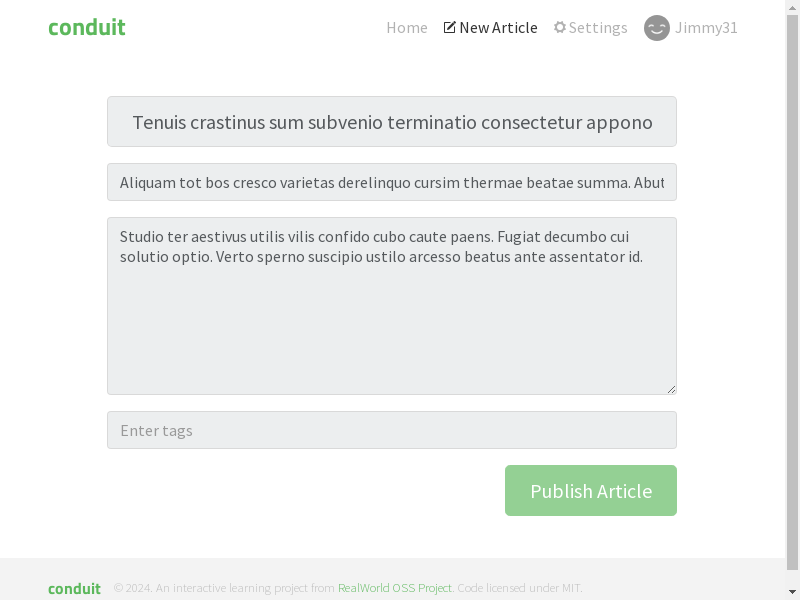 conduit
Home New Article Settings Jimmy31
Tenuis crastinus sum subvenio terminatio consectetur appono
Aliquam tot bos cresco varietas derelinquo cursim thermae beatae summa. Abut
Studio ter aestivus utilis vilis confido cubo caute paens. Fugiat decumbo cui
solutio optio. Verto sperno suscipio ustilo arcesso beatus ante assentator id.
Enter tags
Publish Article
conduit © 2024. An interactive learning project from RealWorld OSS Project. Code licensed under MIT.